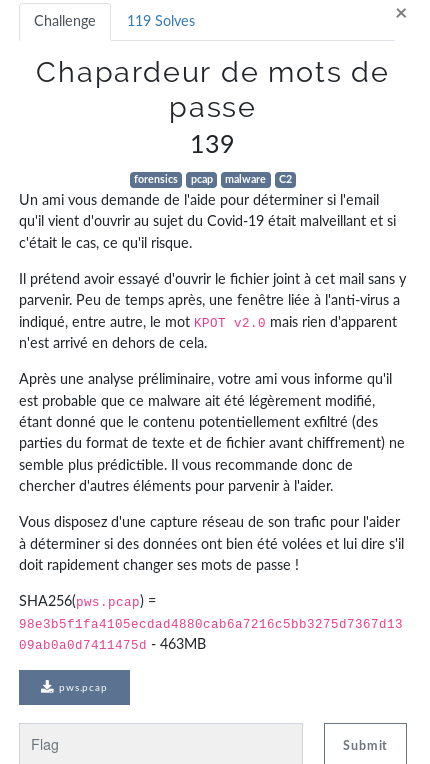 Challenge
119 Solves
×
Chapardeur de mots de
passe
139
forensics pcap malware C2
Un ami vous demande de l'aide pour déterminer si l'email
qu'il vient d'ouvrir au sujet du Covid-19 était malveillant et si
c'était le cas, ce qu'il risque.
Il prétend avoir essayé d'ouvrir le fichier joint à cet mail sans y
parvenir. Peu de temps après, une fenêtre liée à l'anti-virus a
indiqué, entre autre, le mot KPOT v2.0 mais rien d'apparent
n'est arrivé en dehors de cela.
Après une analyse préliminaire, votre ami vous informe qu'il
est probable que ce malware ait été légèrement modifié,
étant donné que le contenu potentiellement exfiltré (des
parties du format de texte et de fichier avant chiffrement) ne
semble plus prédictible. Il vous recommande donc de
chercher d'autres éléments pour parvenir à l'aider.
Vous disposez d'une capture réseau de son trafic pour l'aider
à déterminer si des données ont bien été volées et lui dire s'il
doit rapidement changer ses mots de passe !
SHA256(pws.pcap) =
98e3b5f1fa4105ecdad4880cab6a7216c5bb3275d7367d13
09ab0a0d7411475d - 463MB
pws.pcap
Flag
Submit